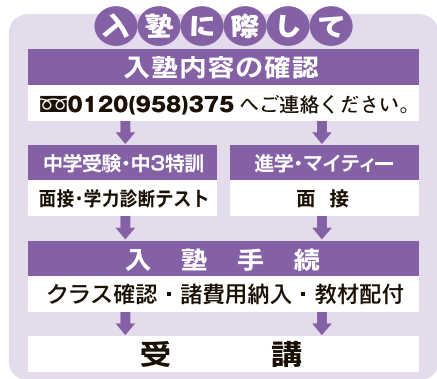 入塾に際して
入塾内容の確認
0120(958)375 へご連絡ください。
中学受験・中3特訓
面接・学力診断テスト
進学・マイティー
面 接
入 塾 手 続
クラス確認・諸費用納入・教材配付
受 講